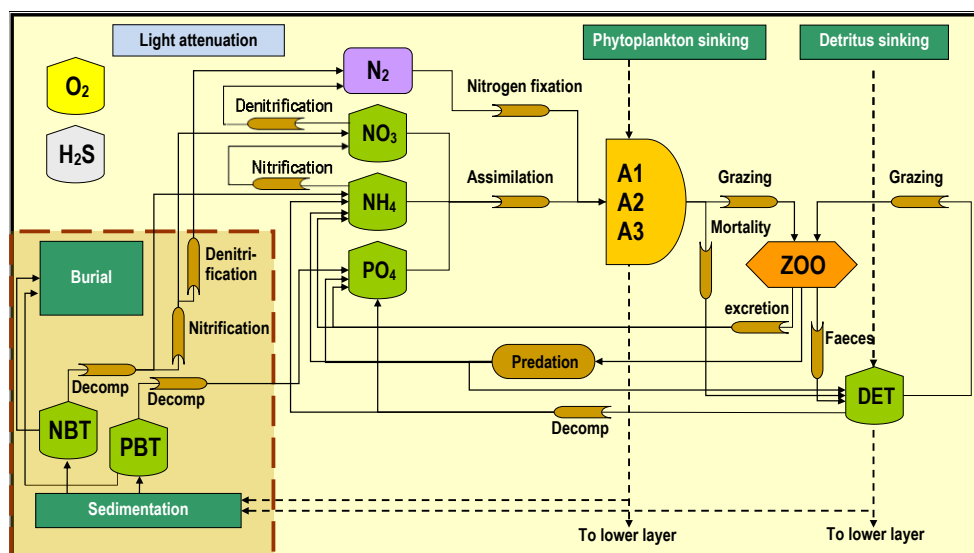 Light attenuation
Phytoplankton sinking
Detritus sinking
O2
N2
Nitrogen fixation
Denitrification
NO3
H2S
Nitrification
NH4
Assimilation
A1
A2
A3
Grazing
Grazing
Mortality
ZOO
PO4
Burial
Denitri-
fication
excretion
Nitrification
Faeces
Predation
Decomp
Decomp
DET
Decomp
NBT
PBT
Sedimentation
To lower layer
To lower layer